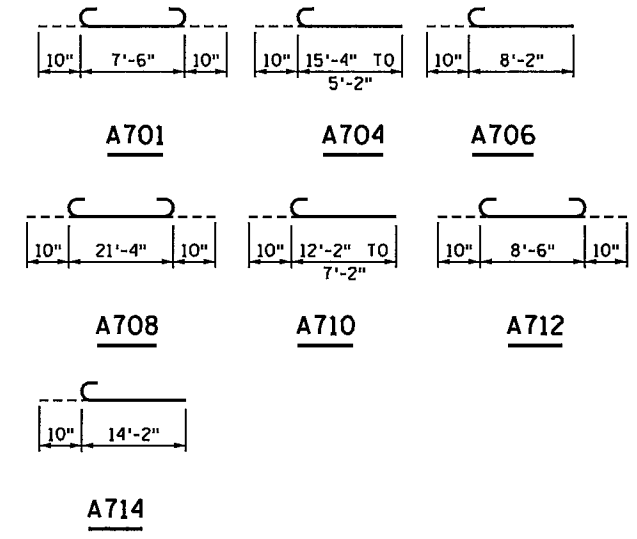 10" 7'-6" 10"
A701
10" 15'-4" TO
5'-2"
A704
10" 8'-2"
A706
10" 21'-4" 10"
A708
10" 12'-2" TO
7'-2"
A710
10" 8'-6" 10"
A712
10" 14'-2"
A714